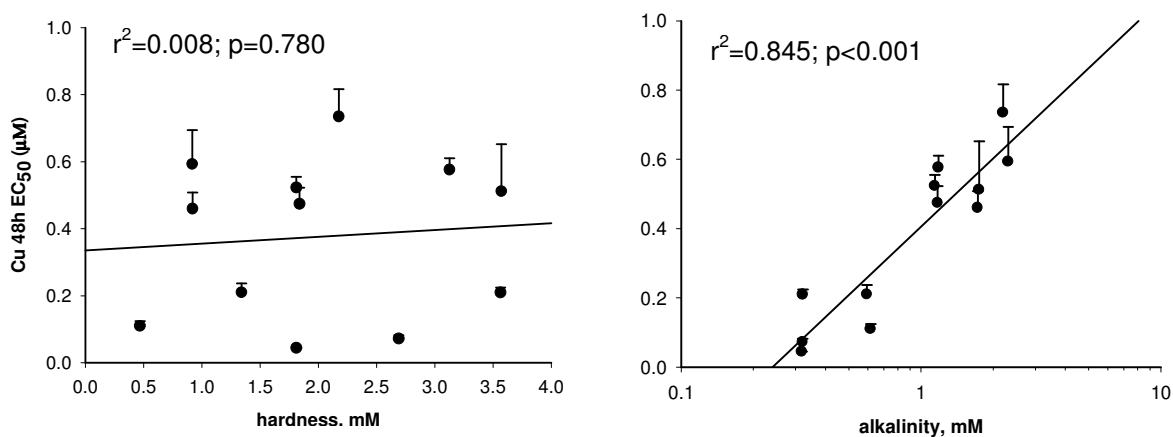 r²=0.008; p=0.780
Cu 48h EC₅₀ (µM)
1.0
0.8
0.6
0.4
0.2
0.0
0.0 0.5 1.0 1.5 2.0 2.5 3.0 3.5 4.0
hardness. mM
r²=0.845; p<0.001
1.0
0.8
0.6
0.4
0.2
0.0
0.1 1 10
alkalinity, mM